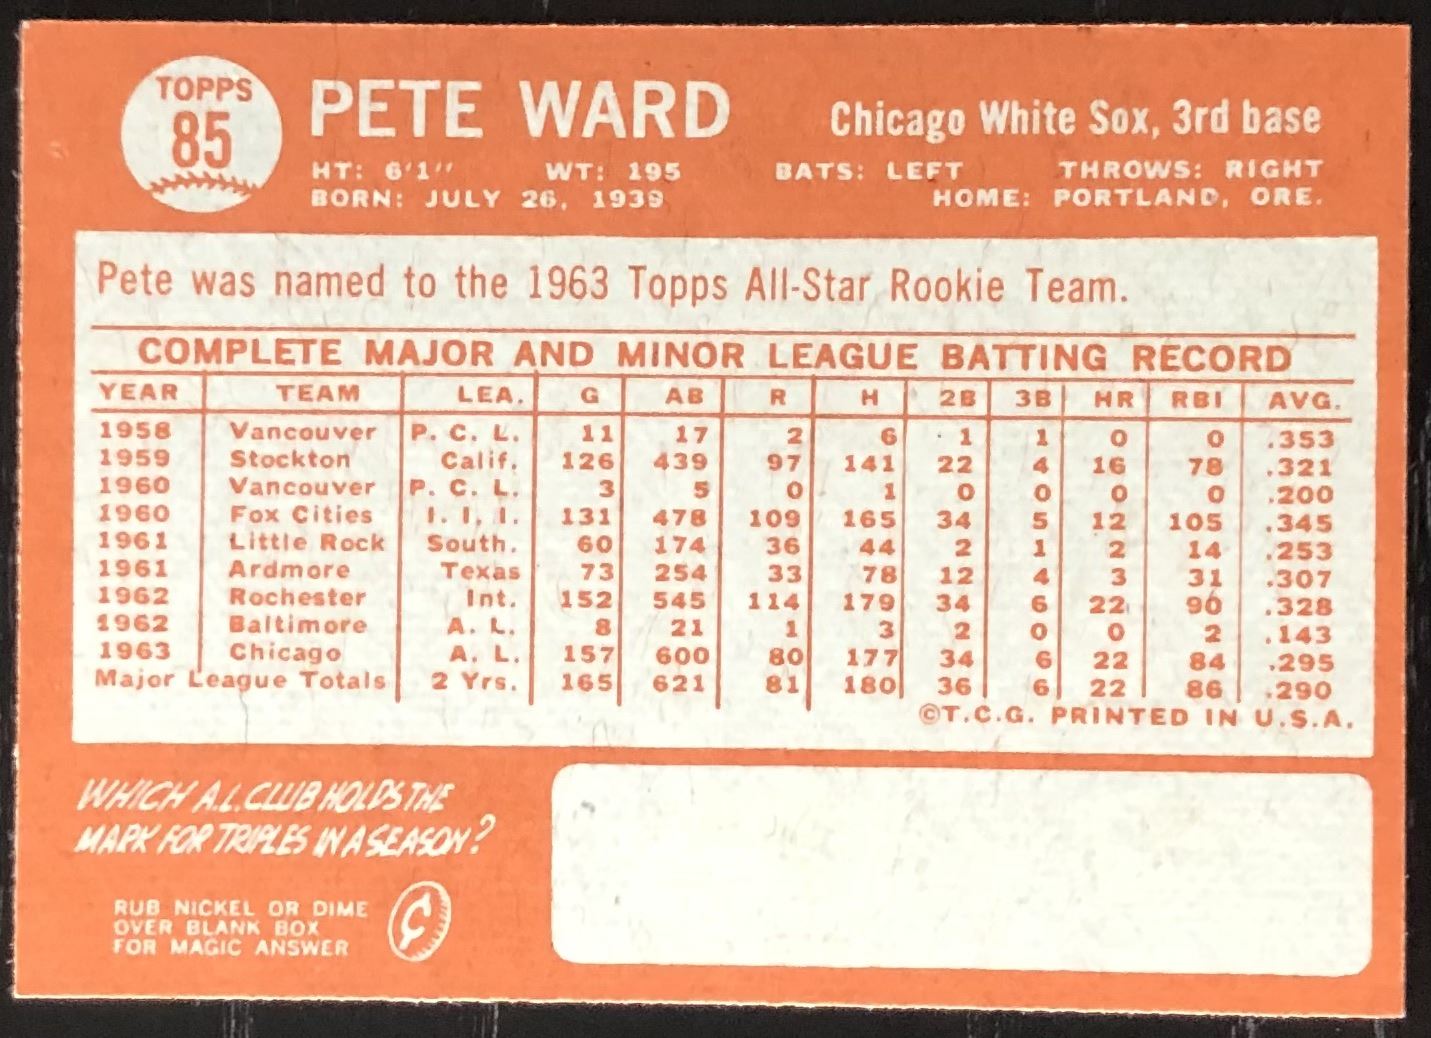 TOPPS
85
PETE WARD
Chicago White Sox, 3rd base
HT: 6'1" WT: 195 BATS: LEFT THROWS: RIGHT
BORN: JULY 26, 1939 HOME: PORTLAND, ORE.
Pete was named to the 1963 Topps All-Star Rookie Team.
COMPLETE MAJOR AND MINOR LEAGUE BATTING RECORD
YEAR TEAM LEA. G AB R H 2B 3B HR RBI AVG.
1958 Vancouver P. C. L. 11 17 2 6 1 1 0 0 .353
1959 Stockton Calif. 126 439 97 141 22 4 16 78 .321
1960 Vancouver P. C. L. 3 5 0 1 0 0 0 0 .200
1960 Fox Cities I. I. I. 131 478 109 165 34 5 12 105 .345
1961 Little Rock South. 60 174 36 44 2 1 2 14 .253
1961 Ardmore Texas 73 254 33 78 12 4 3 31 .307
1962 Rochester Int. 152 545 114 179 34 6 22 90 .328
1962 Baltimore A. L. 8 21 1 3 2 0 0 2 .143
1963 Chicago A. L. 157 600 80 177 34 6 22 84 .295
Major League Totals 2 Yrs. 165 621 81 180 36 6 22 86 .290
©T.C.G. PRINTED IN U.S.A.
WHICH A.L. CLUB HOLDS THE
MARK FOR TRIPLES IN A SEASON?
RUB NICKEL OR DIME
OVER BLANK BOX
FOR MAGIC ANSWER
¢